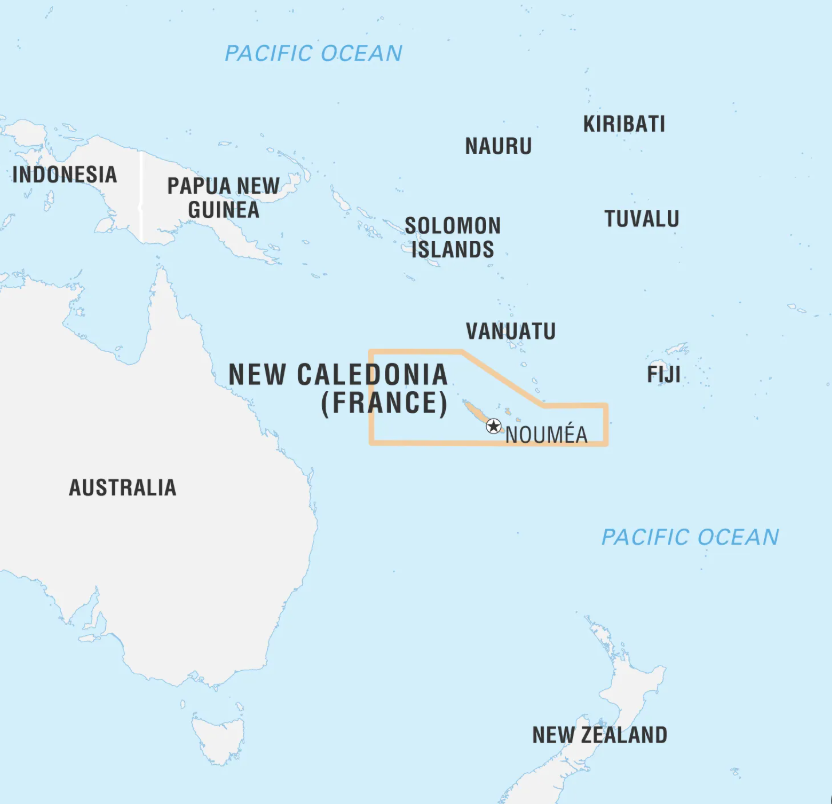 PACIFIC OCEAN
KIRIBATI
NAURU
INDONESIA
PAPUA NEW
GUINEA
SOLOMON
ISLANDS
TUVALU
VANUATU
NEW CALEDONIA
(FRANCE)
FIJI
NOUMÉA
AUSTRALIA
PACIFIC OCEAN
NEW ZEALAND